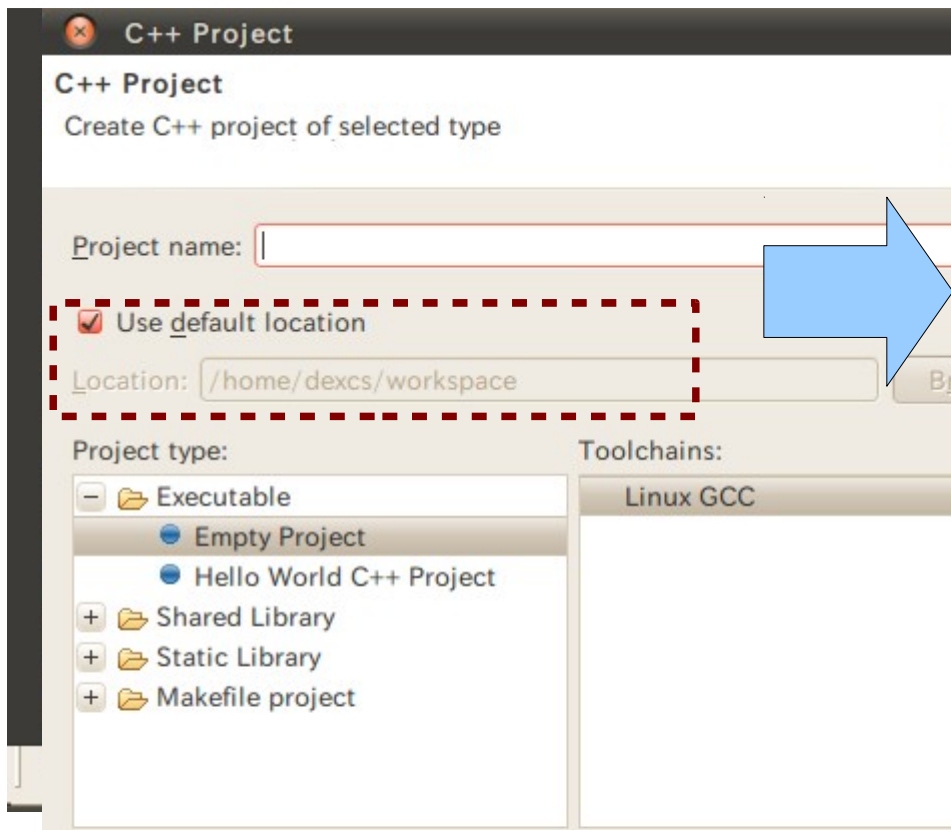 C++ Project
C++ Project
Create C++ project of selected type
Project name:
Use default location
Location: /home/dexcs/workspace
Project type:
Toolchains:
Executable
Linux GCC
Empty Project
Hello World C++ Project
Shared Library
Static Library
Makefile project